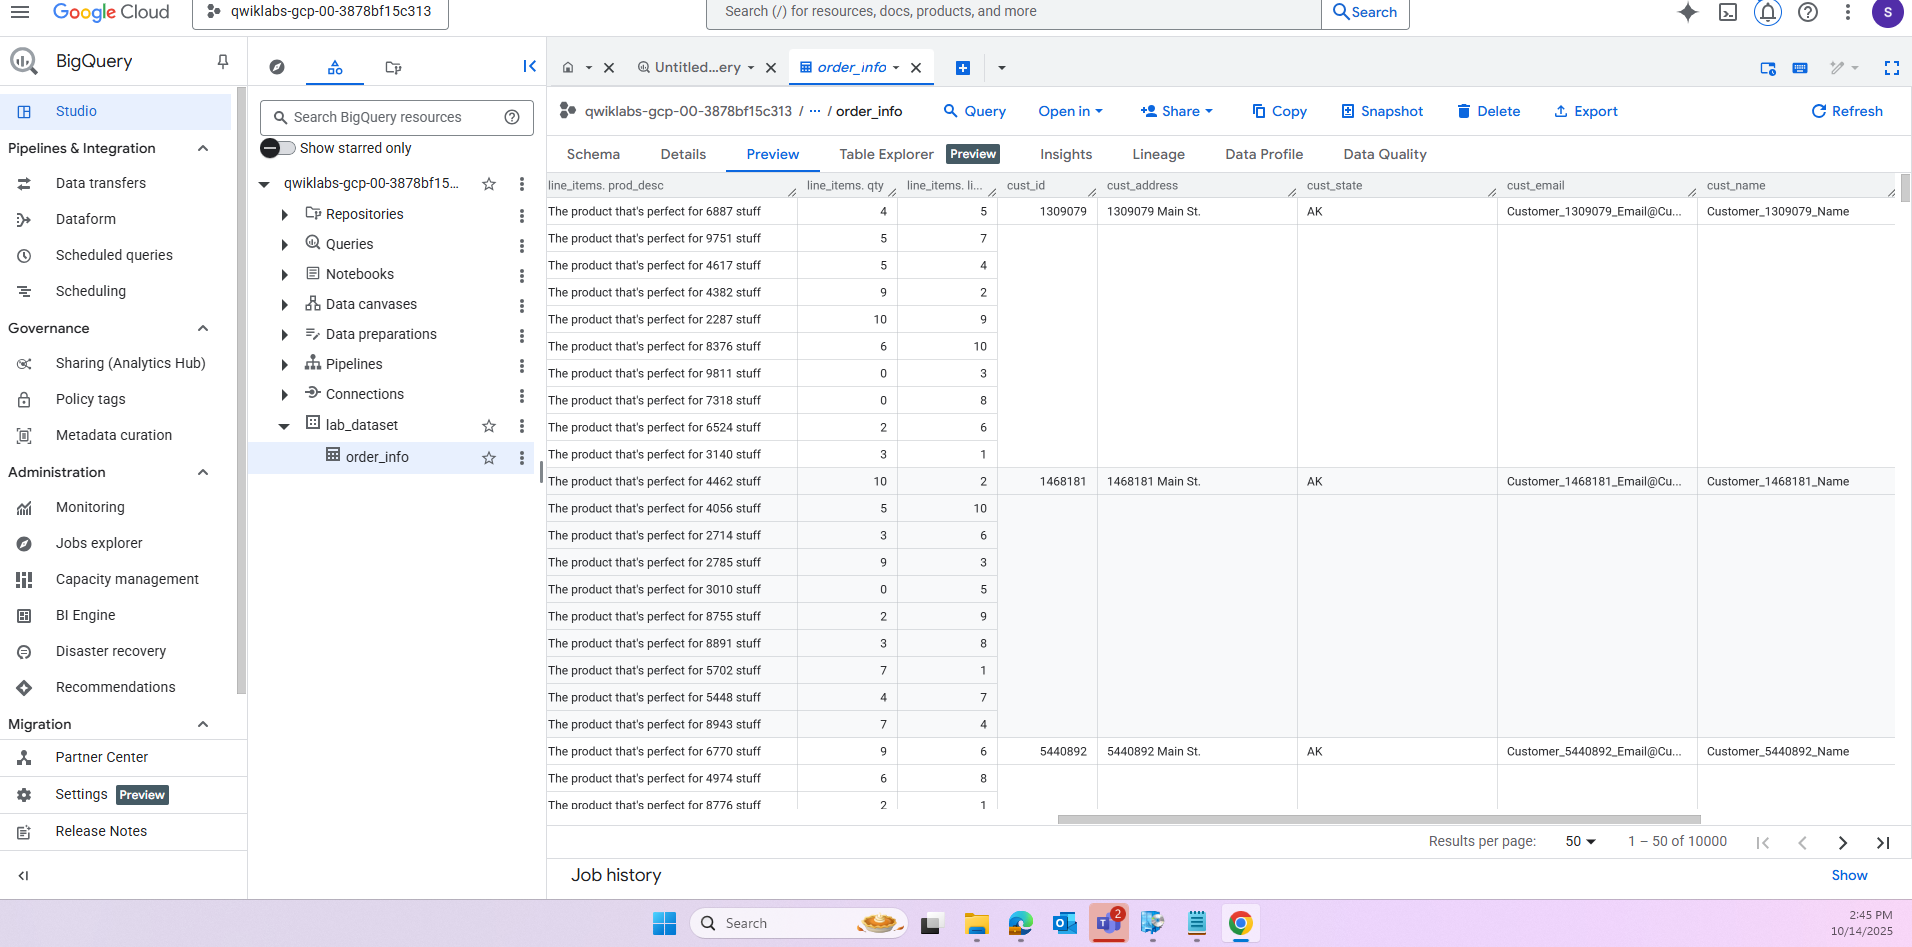 Google Cloud
qwiklabs-gcp-00-3878bf15c313
Search (/) for resources, docs, products, and more
Search
S
BigQuery
Studio
Pipelines & Integration
Data transfers
Dataform
Scheduled queries
Scheduling
Governance
Sharing (Analytics Hub)
Policy tags
Metadata curation
Administration
Monitoring
Jobs explorer
Capacity management
BI Engine
Disaster recovery
Recommendations
Migration
Partner Center
Settings Preview
Release Notes
Search BigQuery resources
Show starred only
qwiklabs-gcp-00-3878bf15...
Repositories
Queries
Notebooks
Data canvases
Data preparations
Pipelines
Connections
lab_dataset
order_info
Untitled...ery
order_info
qwiklabs-gcp-00-3878bf15c313 / ... / order_info
Query
Open in
Share
Copy
Snapshot
Delete
Export
Refresh
Schema Details Preview Table Explorer Preview Insights Lineage Data Profile Data Quality
line_items. prod_desc line_items. qty line_items. li... cust_id cust_address cust_state cust_email cust_name
The product that's perfect for 6887 stuff 4 5 1309079 1309079 Main St. AK Customer_1309079_Email@Cu... Customer_1309079_Name
The product that's perfect for 9751 stuff 5 7
The product that's perfect for 4617 stuff 5 4
The product that's perfect for 4382 stuff 9 2
The product that's perfect for 2287 stuff 10 9
The product that's perfect for 8376 stuff 6 10
The product that's perfect for 9811 stuff 0 3
The product that's perfect for 7318 stuff 0 8
The product that's perfect for 6524 stuff 2 6
The product that's perfect for 3140 stuff 3 1
The product that's perfect for 4462 stuff 10 2 1468181 1468181 Main St. AK Customer_1468181_Email@Cu... Customer_1468181_Name
The product that's perfect for 4056 stuff 5 10
The product that's perfect for 2714 stuff 3 6
The product that's perfect for 2785 stuff 9 3
The product that's perfect for 3010 stuff 0 5
The product that's perfect for 8755 stuff 2 9
The product that's perfect for 8891 stuff 3 8
The product that's perfect for 5702 stuff 7 1
The product that's perfect for 5448 stuff 4 7
The product that's perfect for 8943 stuff 7 4
The product that's perfect for 6770 stuff 9 6 5440892 5440892 Main St. AK Customer_5440892_Email@Cu... Customer_5440892_Name
The product that's perfect for 4974 stuff 6 8
The product that's perfect for 8776 stuff 2 1
Results per page: 50 1 – 50 of 10000
Job history
Show
Search
2
2:45 PM
10/14/2025